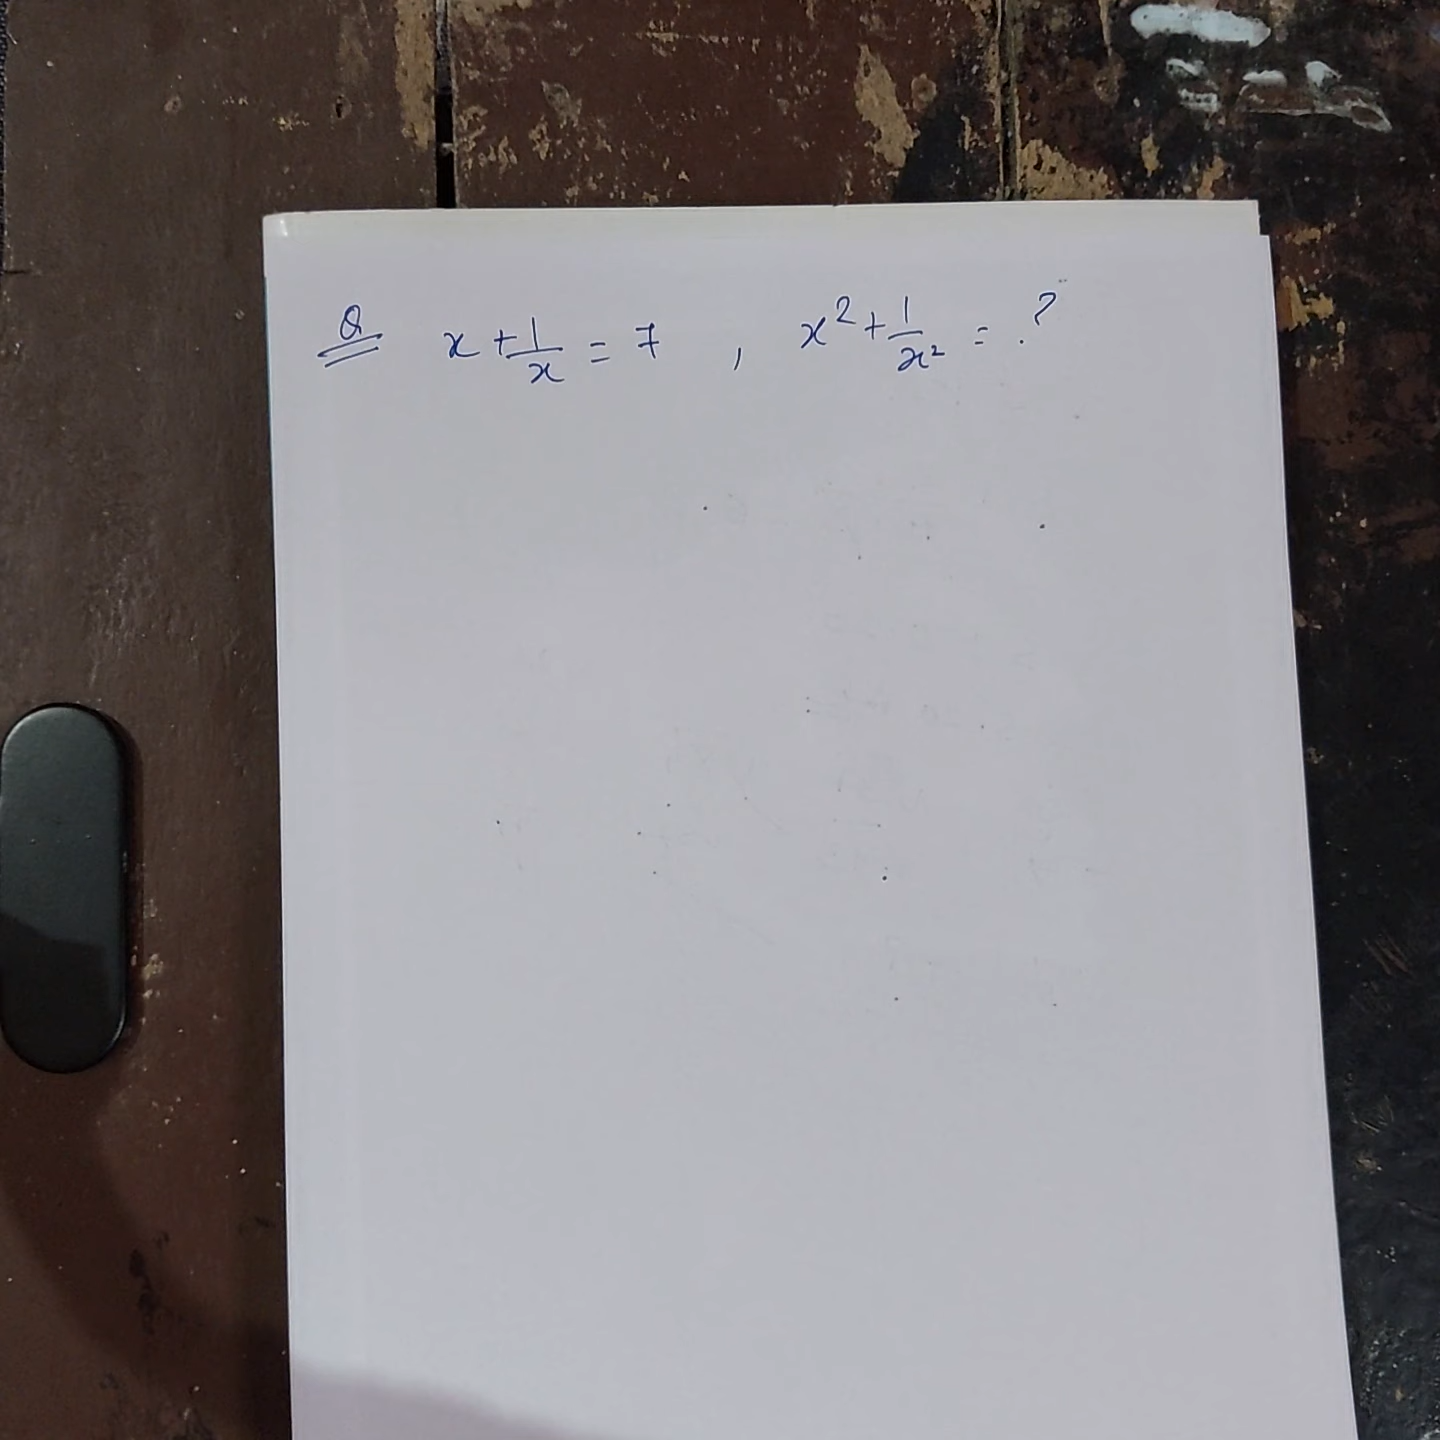 Q x + 1/x = 7 , x² + 1/x² = ?